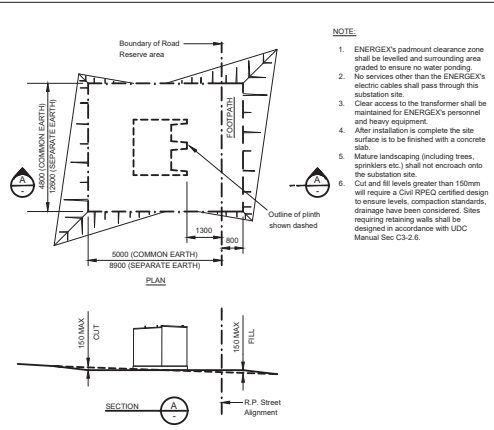 Boundary of Road
Reserve area
FOOTPATH
4800 (COMMON EARTH)
12600 (SEPARATE EARTH)
A
-
A
-
Outline of plinth
shown dashed
1300
800
5000 (COMMON EARTH)
8900 (SEPARATE EARTH)
PLAN
150 MAX
CUT
150 MAX
FILL
SECTION
A
-
R.P. Street
Alignment
NOTE:
1. ENERGEX's padmount clearance zone
shall be levelled and surrounding area
graded to ensure no water ponding.
2. No services other than the ENERGEX's
electric cables shall pass through this
substation site.
3. Clear access to the transformer shall be
maintained for ENERGEX's personnel
and heavy equipment.
4. After installation is complete the site
surface is to be finished with a concrete
slab.
5. Mature landscaping (including trees,
sprinklers etc.) shall not encroach onto
the substation site.
6. Cut and fill levels greater than 150mm
will require a Civil RPEQ certified design
to ensure levels, compaction standards,
drainage have been considered. Sites
requiring retaining walls shall be
designed in accordance with UDC
Manual Sec C3-2.6.